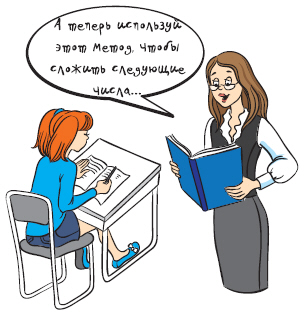 А теперь используй
этот метод, чтобы
сложить следующие
числа...